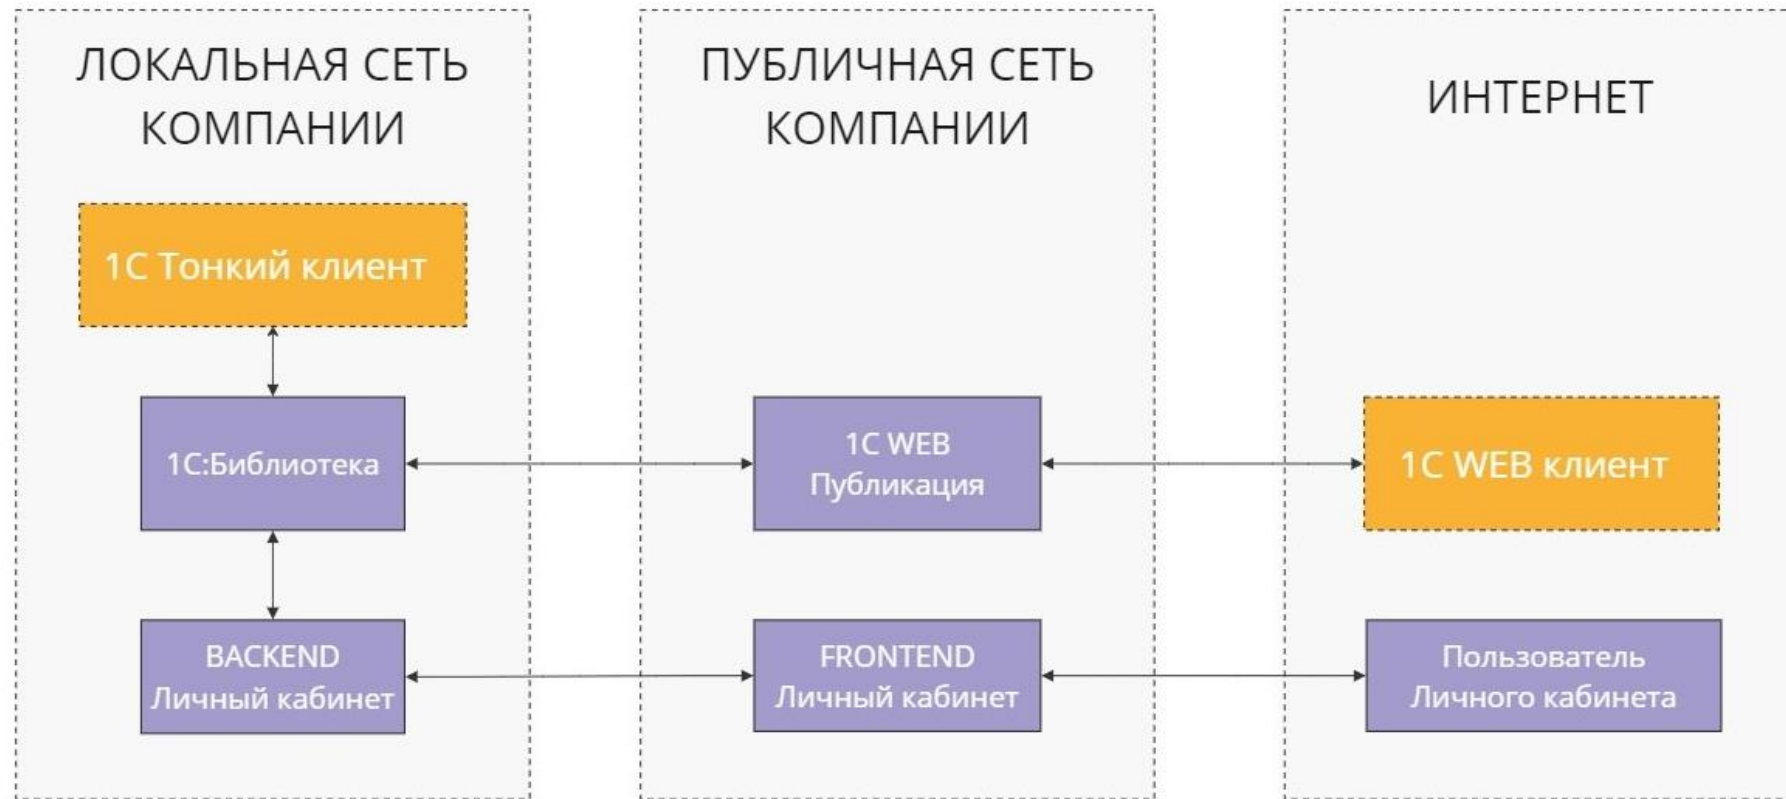 ЛОКАЛЬНАЯ СЕТЬ
КОМПАНИИ
1С Тонкий клиент
1С:Библиотека
BACKEND
Личный кабинет
ПУБЛИЧНАЯ СЕТЬ
КОМПАНИИ
1С WEB
Публикация
FRONTEND
Личный кабинет
ИНТЕРНЕТ
1С WEB клиент
Пользователь
Личного кабинета